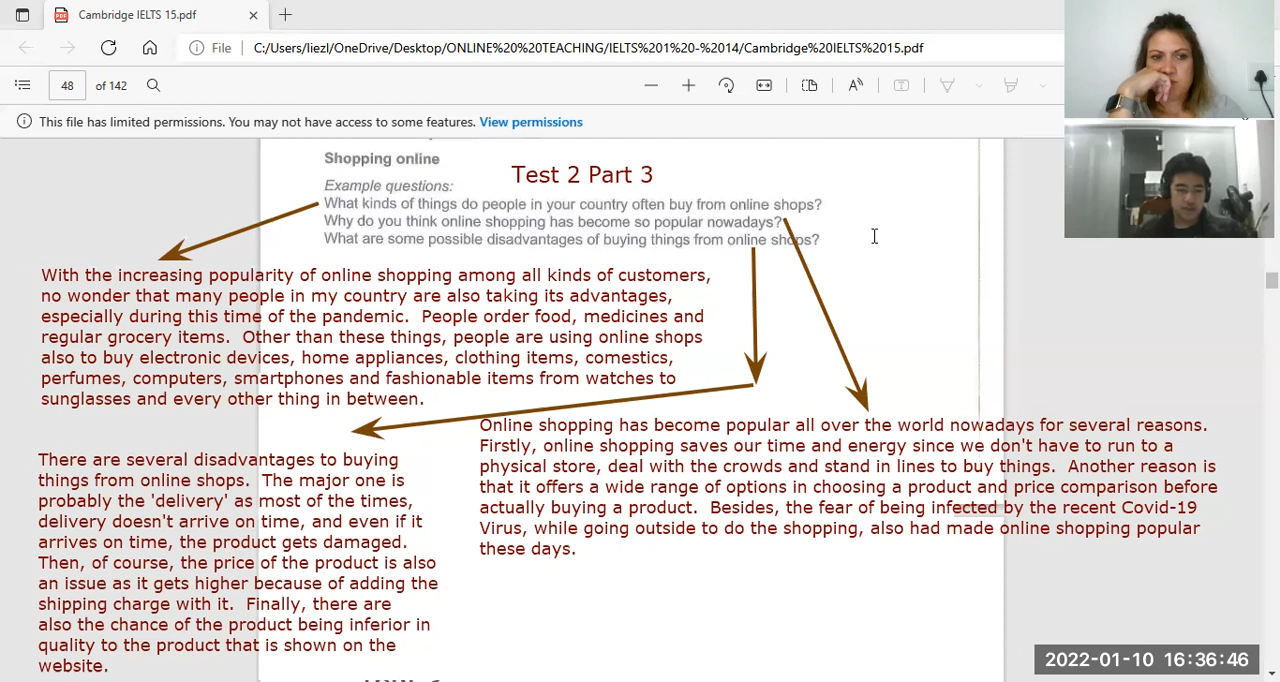 Cambridge IELTS 15.pdf
File
C:/Users/liezl/OneDrive/Desktop/ONLINE%20%20TEACHING/IELTS%201%20-%2014/Cambridge%20IELTS%2015.pdf
48 of 142
This file has limited permissions. You may not have access to some features. View permissions
Shopping online
Test 2 Part 3
Example questions:
What kinds of things do people in your country often buy from online shops?
Why do you think online shopping has become so popular nowadays?
What are some possible disadvantages of buying things from online shops?
With the increasing popularity of online shopping among all kinds of customers,
no wonder that many people in my country are also taking its advantages,
especially during this time of the pandemic. People order food, medicines and
regular grocery items. Other than these things, people are using online shops
also to buy electronic devices, home appliances, clothing items, comestics,
perfumes, computers, smartphones and fashionable items from watches to
sunglasses and every other thing in between.
Online shopping has become popular all over the world nowadays for several reasons.
Firstly, online shopping saves our time and energy since we don't have to run to a
physical store, deal with the crowds and stand in lines to buy things. Another reason is
that it offers a wide range of options in choosing a product and price comparison before
actually buying a product. Besides, the fear of being infected by the recent Covid-19
Virus, while going outside to do the shopping, also had made online shopping popular
these days.
There are several disadvantages to buying
things from online shops. The major one is
probably the 'delivery' as most of the times,
delivery doesn't arrive on time, and even if it
arrives on time, the product gets damaged.
Then, of course, the price of the product is also
an issue as it gets higher because of adding the
shipping charge with it. Finally, there are
also the chance of the product being inferior in
quality to the product that is shown on the
website.
2022-01-10 16:36:46